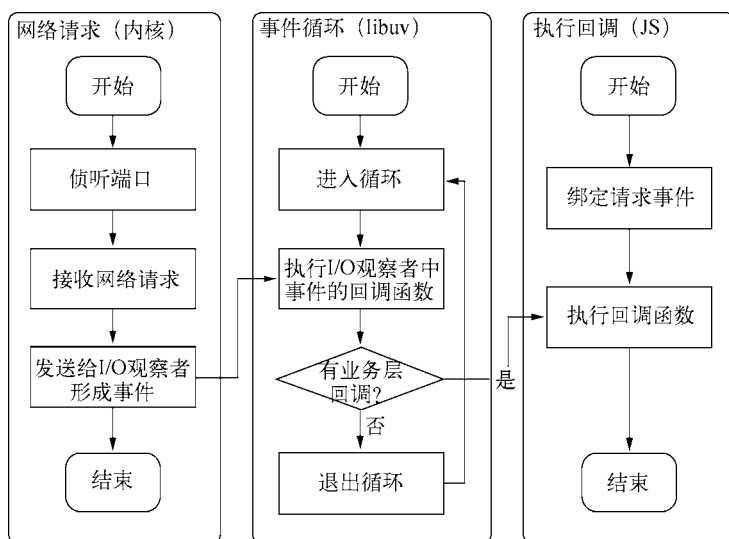 网络请求（内核）
开始
侦听端口
接收网络请求
发送给I/O观察者
形成事件
结束
事件循环（libuv）
开始
进入循环
执行I/O观察者中
事件的回调函数
有业务层
回调?
是
否
退出循环
执行回调（JS）
开始
绑定请求事件
执行回调函数
结束